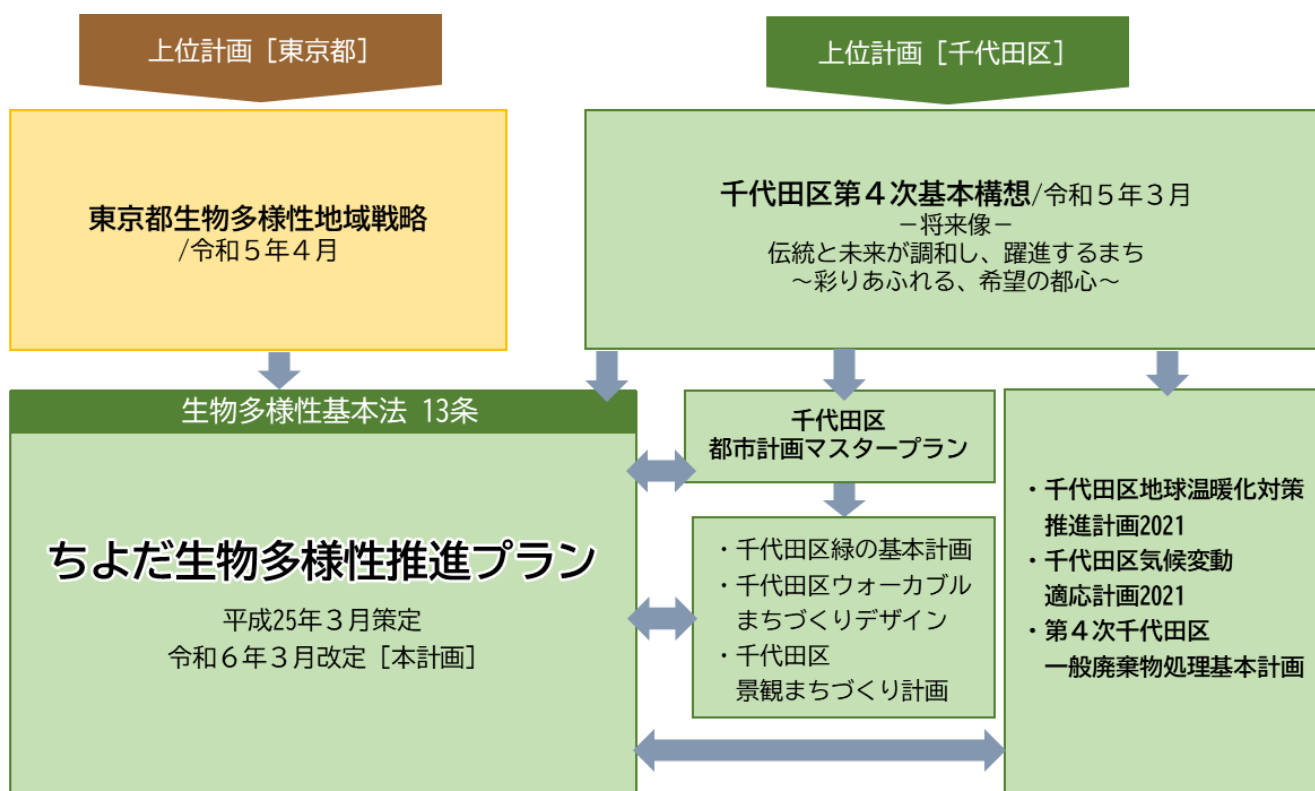 上位計画［東京都］
上位計画［千代田区］
東京都生物多様性地域戦略
/令和５年４月
千代田区第４次基本構想/令和５年３月
－将来像－
伝統と未来が調和し、躍進するまち
～彩りあふれる、希望の都心～
生物多様性基本法 13条
ちよだ生物多様性推進プラン
平成25年３月策定
令和６年３月改定［本計画］
千代田区
都市計画マスタープラン
・千代田区緑の基本計画
・千代田区ウォーカブル
まちづくりデザイン
・千代田区
景観まちづくり計画
・千代田区地球温暖化対策
推進計画2021
・千代田区気候変動
適応計画2021
・第４次千代田区
一般廃棄物処理基本計画